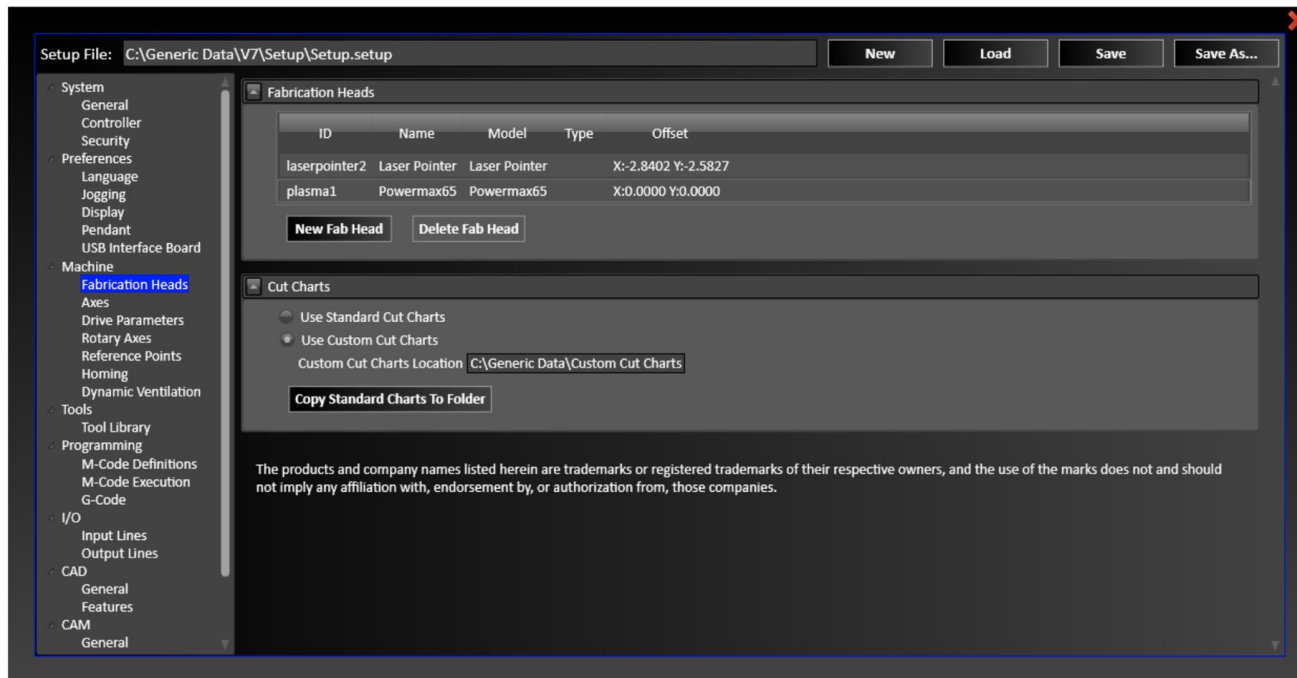 Setup File: C:\Generic Data\V7\Setup\Setup.setup New Load Save Save As...
System
General
Controller
Security
Preferences
Language
Jogging
Display
Pendant
USB Interface Board
Machine
Fabrication Heads
Axes
Drive Parameters
Rotary Axes
Reference Points
Homing
Dynamic Ventilation
Tools
Tool Library
Programming
M-Code Definitions
M-Code Execution
G-Code
I/O
Input Lines
Output Lines
CAD
General
Features
CAM
General
Fabrication Heads
ID Name Model Type Offset
laserpointer2 Laser Pointer Laser Pointer X:-2.8402 Y:-2.5827
plasma1 Powermax65 Powermax65 X:0.0000 Y:0.0000
New Fab Head Delete Fab Head
Cut Charts
Use Standard Cut Charts
Use Custom Cut Charts
Custom Cut Charts Location C:\Generic Data\Custom Cut Charts
Copy Standard Charts To Folder
The products and company names listed herein are trademarks or registered trademarks of their respective owners, and the use of the marks does not and should
not imply any affiliation with, endorsement by, or authorization from, those companies.